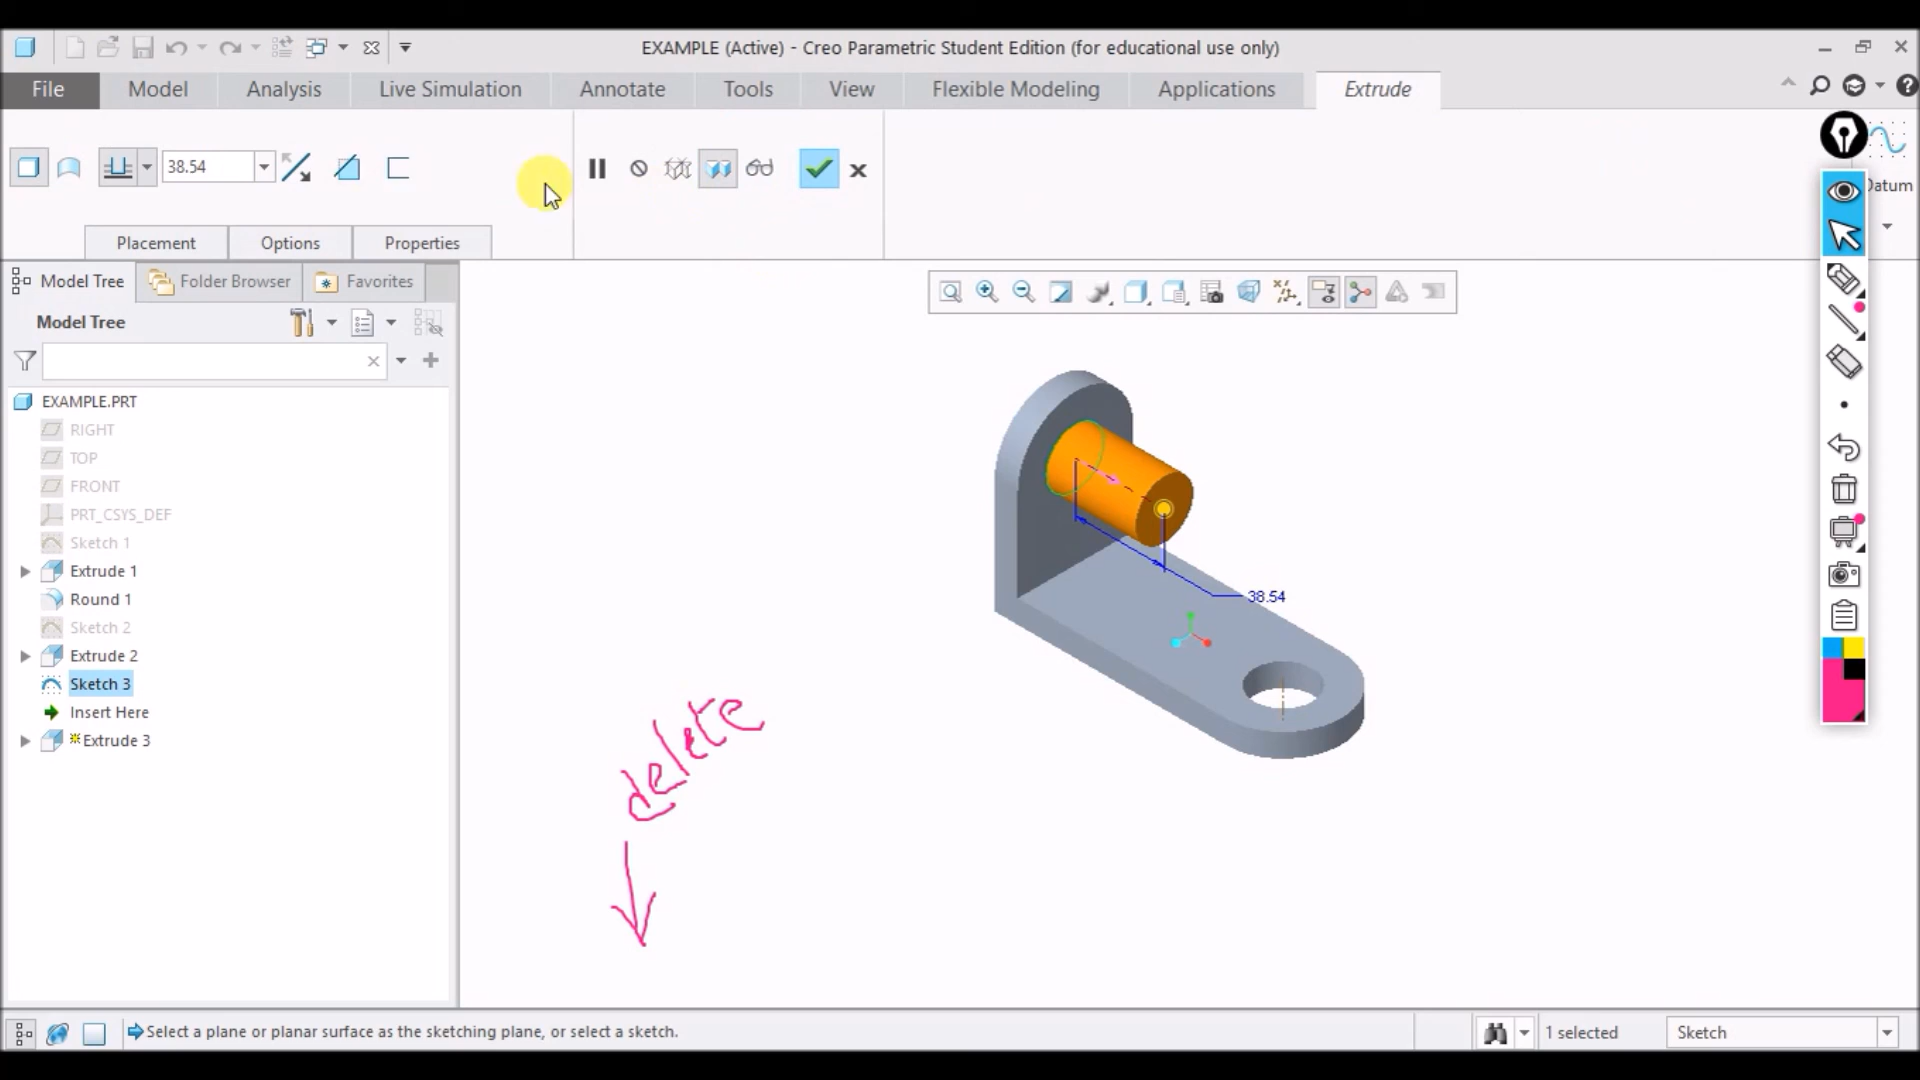 EXAMPLE (Active) - Creo Parametric Student Edition (for educational use only)
File Model Analysis Live Simulation Annotate Tools View Flexible Modeling Applications Extrude
38.54
Datum
Placement Options Properties
Model Tree Folder Browser Favorites
Model Tree
EXAMPLE.PRT
RIGHT
TOP
FRONT
PRT_CSYS_DEF
Sketch 1
Extrude 1
Round 1
Sketch 2
Extrude 2
Sketch 3
Insert Here
Extrude 3
38.54
delete
Select a plane or planar surface as the sketching plane, or select a sketch.
1 selected
Sketch